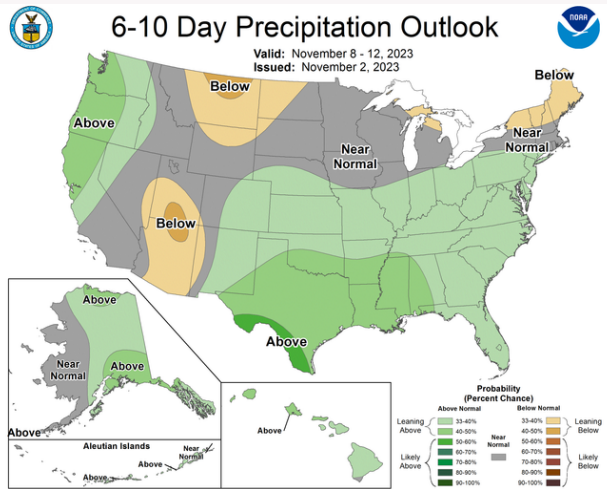 6-10 Day Precipitation Outlook
Valid: November 8 - 12, 2023
Issued: November 2, 2023
NOAA
Below
Below
Above
Near
Normal
Near
Normal
Below
Above
Above
Near
Normal
Above
Above
Aleutian Islands
Near
Normal
Above
Above
Above
Probability
(Percent Chance)
Above Normal
Below Normal
Leaning
Above
33-40%
40-50%
50-60%
60-70%
70-80%
80-90%
90-100%
Likely
Above
Near
Normal
33-40%
40-50%
50-60%
60-70%
70-80%
80-90%
90-100%
Leaning
Below
Likely
Below